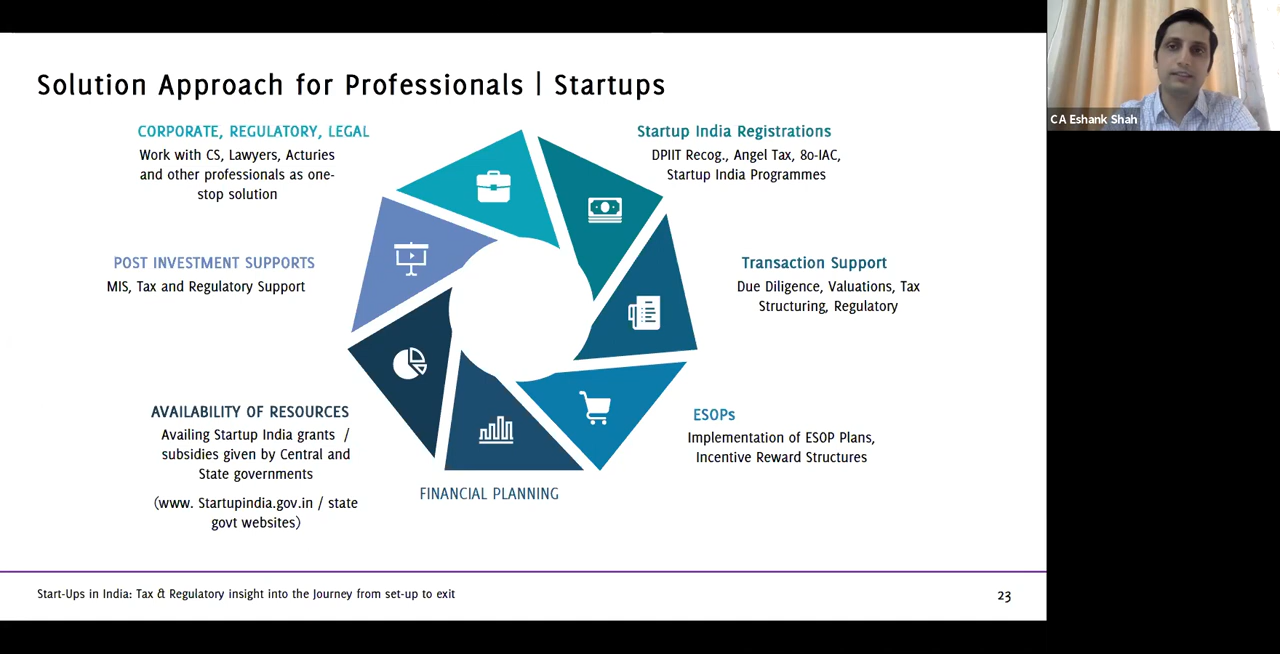 Solution Approach for Professionals | Startups
CORPORATE, REGULATORY, LEGAL
Work with CS, Lawyers, Acturies
and other professionals as one-
stop solution
Startup India Registrations
DPIIT Recog., Angel Tax, 80-IAC,
Startup India Programmes
POST INVESTMENT SUPPORTS
MIS, Tax and Regulatory Support
Transaction Support
Due Diligence, Valuations, Tax
Structuring, Regulatory
AVAILABILITY OF RESOURCES
Availing Startup India grants /
subsidies given by Central and
State governments
(www. Startupindia.gov.in / state
govt websites)
ESOPs
Implementation of ESOP Plans,
Incentive Reward Structures
FINANCIAL PLANNING
Start-Ups in India: Tax & Regulatory insight into the Journey from set-up to exit
23
CA Eshank Shah